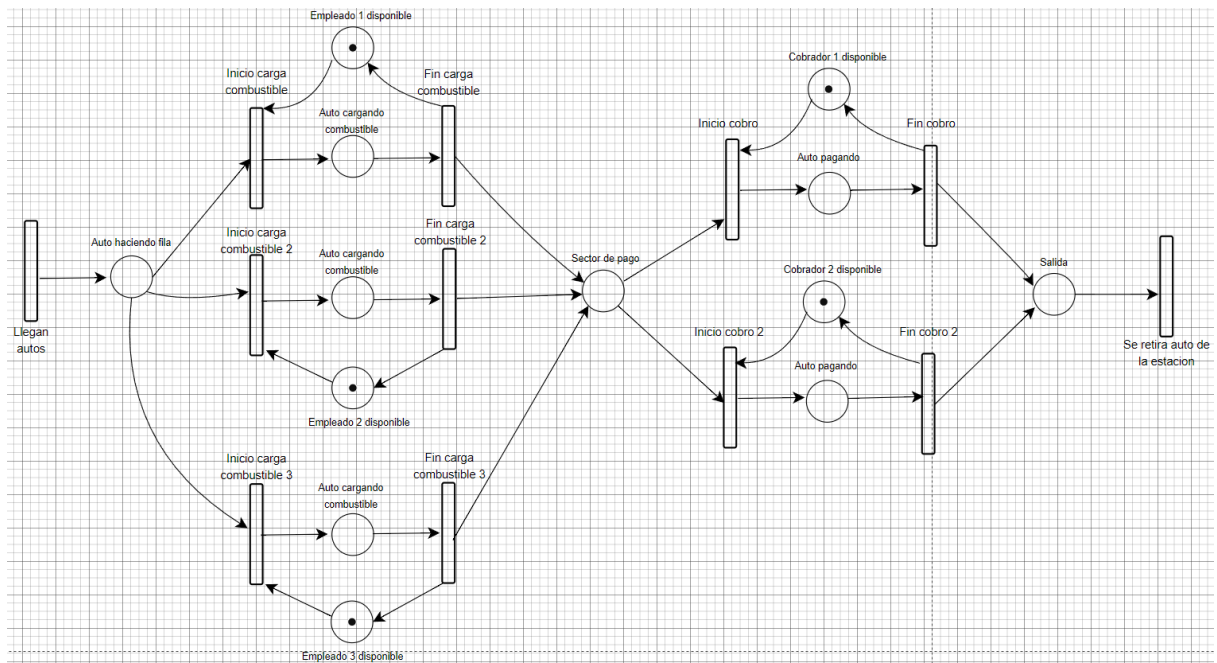 Empleado 1 disponible
Inicio carga
combustible
Fin carga
combustible
Auto cargando
combustible
Cobrador 1 disponible
Inicio cobro
Fin cobro
Auto pagando
Auto haciendo fila
Inicio carga
combustible 2
Fin carga
combustible 2
Auto cargando
combustible
Sector de pago
Cobrador 2 disponible
Salida
Llegan
autos
Inicio cobro 2
Fin cobro 2
Se retira auto de
la estacion
Auto pagando
Empleado 2 disponible
Inicio carga
combustible 3
Fin carga
combustible 3
Auto cargando
combustible
Empleado 3 disponible